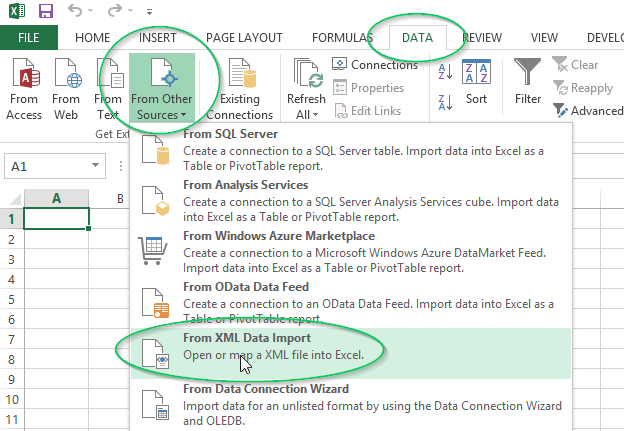 FILE HOME INSERT PAGE LAYOUT FORMULAS DATA REVIEW VIEW DEVEL
From Access
From Web
From Text
From Other Sources
Existing Connections
Refresh All
Connections
Properties
Edit Links
Sort
Filter
Clear
Reapply
Advanced
Get Ext
A1
A B
1
2
3
4
5
6
7
8
9
10
11
From SQL Server
Create a connection to a SQL Server table. Import data into Excel as a
Table or PivotTable report.
From Analysis Services
Create a connection to a SQL Server Analysis Services cube. Import data
into Excel as a Table or PivotTable report.
From Windows Azure Marketplace
Create a connection to a Microsoft Windows Azure DataMarket Feed.
Import data into Excel as a Table or PivotTable report.
From OData Data Feed
Create a connection to an OData Data Feed. Import data into Excel as a
Table or PivotTable report.
From XML Data Import
Open or map a XML file into Excel.
From Data Connection Wizard
Import data for an unlisted format by using the Data Connection Wizard
and OLEDB.